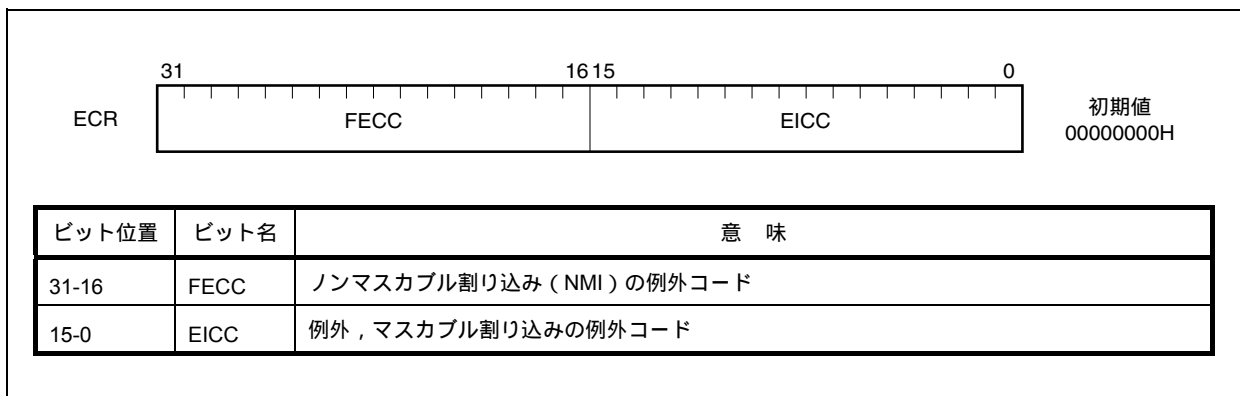 31 16 15 0
ECR FECC EICC 初期値
00000000H
ビット位置 ビット名 意 味
31-16 FECC ノンマスカブル割り込み（NMI）の例外コード
15-0 EICC 例外，マスカブル割り込みの例外コード